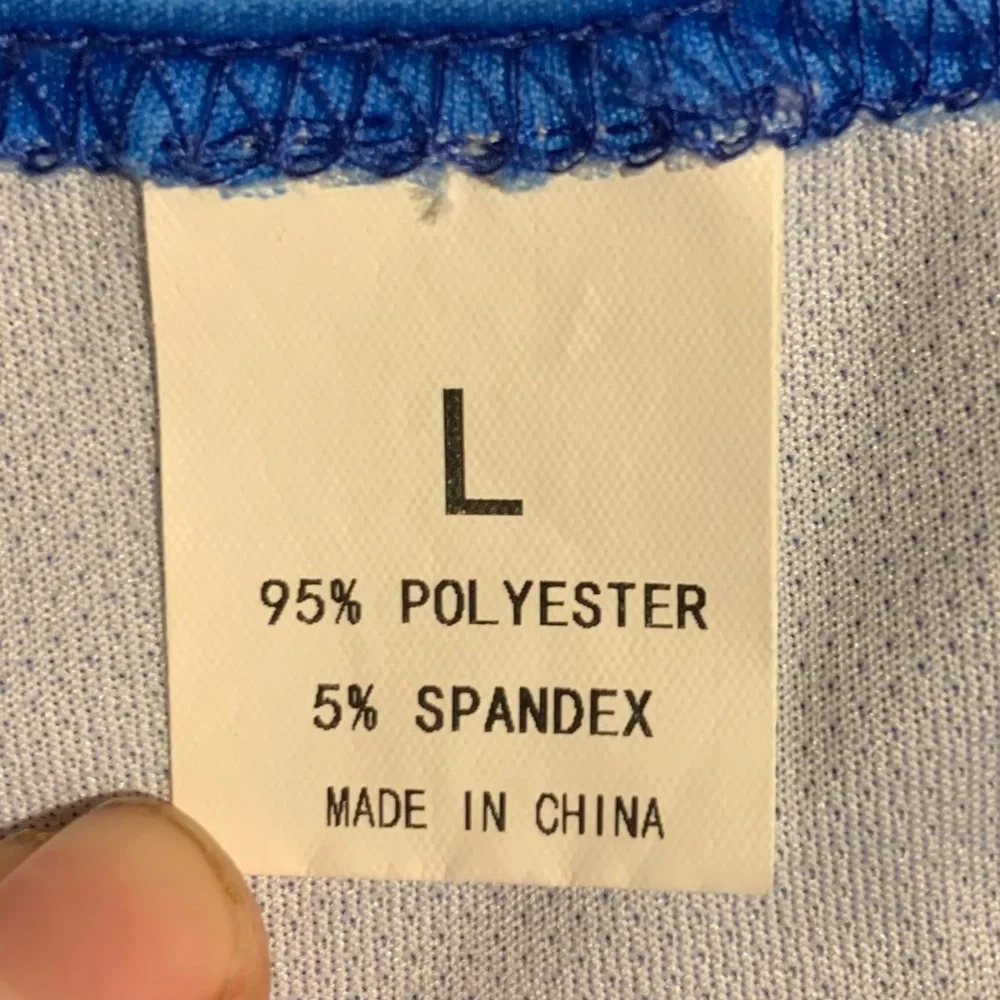 L
95% POLYESTER
5% SPANDEX
MADE IN CHINA